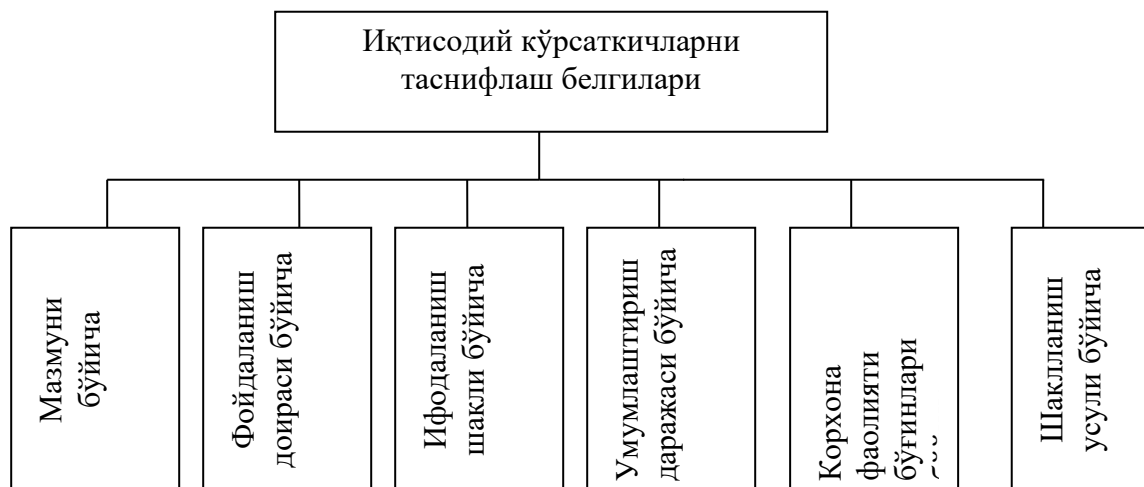 Иқтисодий кўрсаткичларни
таснифлаш белгилари
Мазмуни
бўйича
Фойдаланиш
доираси бўйича
Ифодаланиш
шакли бўйича
Умумлаштириш
даражаси бўйича
Корхона
фаолияти
бўғинлари
Шаклланиш
усули бўйича